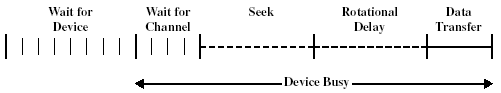 Wait for Device
Wait for Channel
Seek
Rotational Delay
Data Transfer
Device Busy